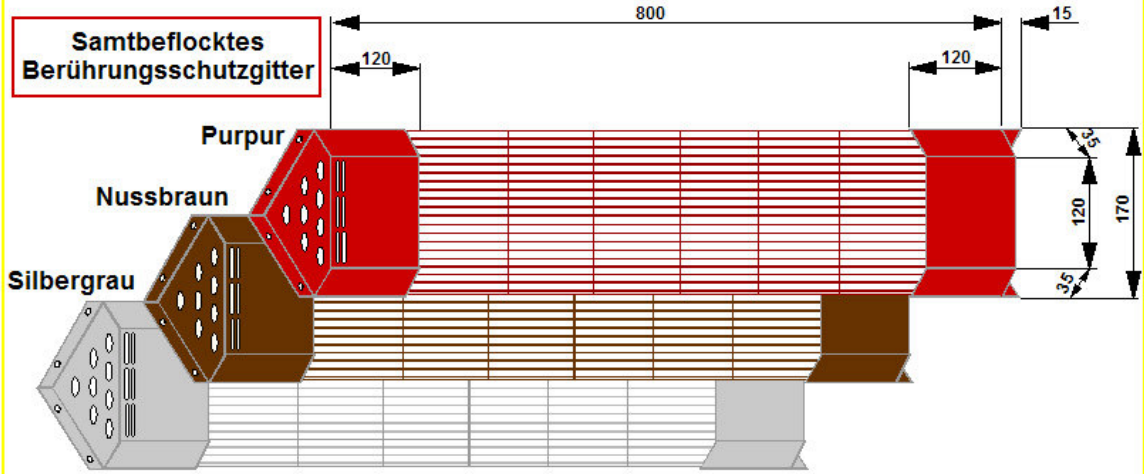 800
15
Samtbeflocktes
Berührungsschutzgitter
120
120
Purpur
35
Nussbraun
120
170
Silbergrau
35